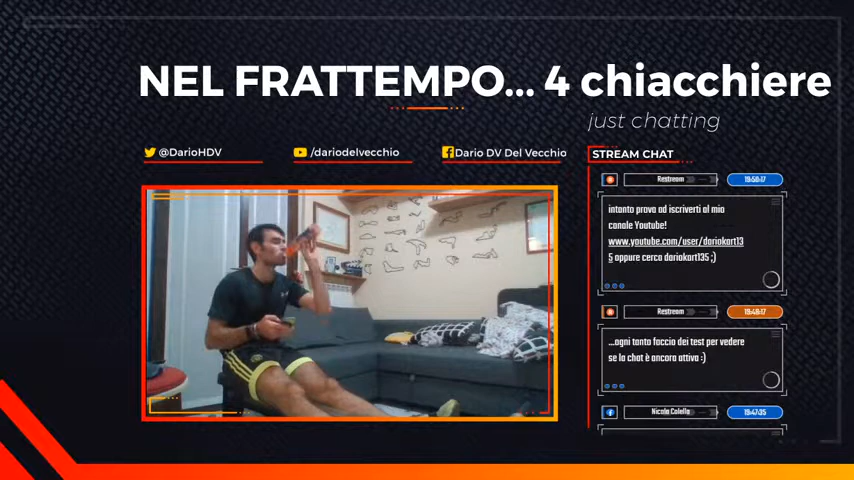 NEL FRATTEMPO... 4 chiacchiere
just chatting
@DarioHDV
/dariodelvecchio
Dario DV Del Vecchio
STREAM CHAT
Restream
19:50:17
intanto prova ad iscriverti al mio
canale Youtube!
www.youtube.com/user/dariokart13
5 oppure cerca dariokart135 ;)
Restream
19:48:17
...ogni tanto faccio dei test per vedere
se la chat è ancora attiva :)
Nicola Colella
19:47:35